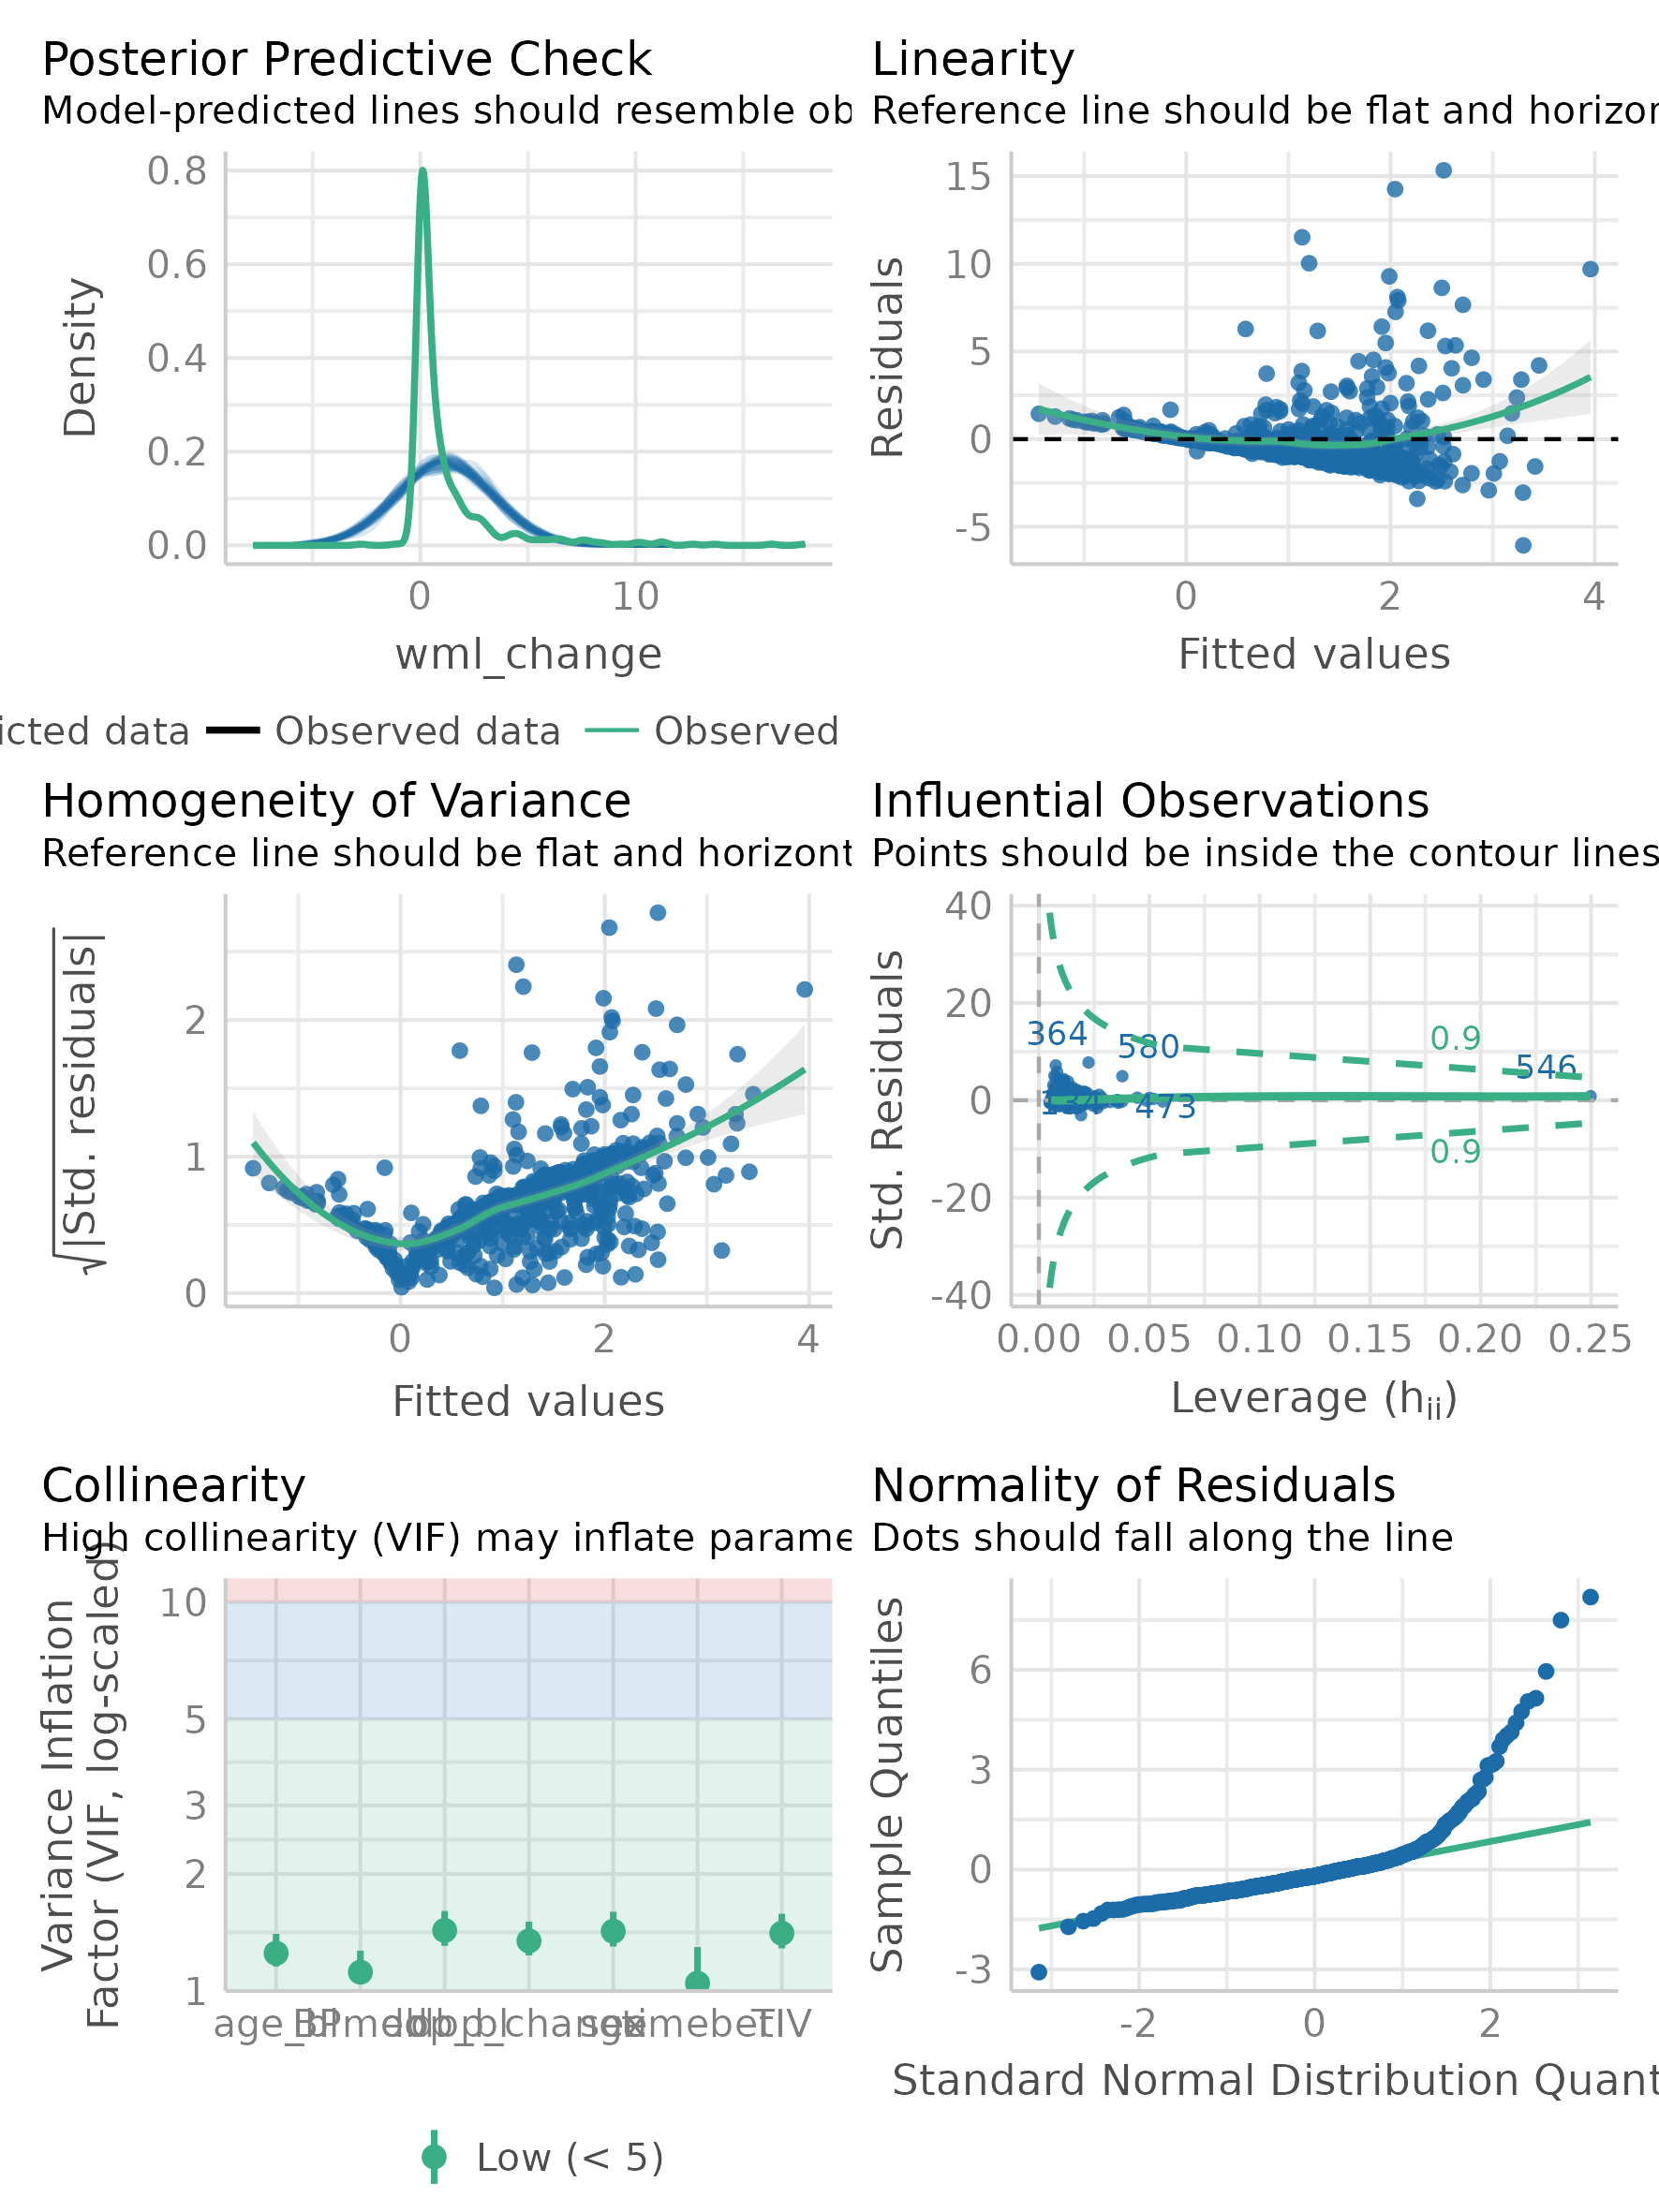 Posterior Predictive Check
Model-predicted lines should resemble ob
Density
0.8
0.6
0.4
0.2
0.0
0 10
wml_change
icted data Observed data Observed
Linearity
Reference line should be flat and horizor
Residuals
15
10
5
0
-5
0 2 4
Fitted values
Homogeneity of Variance
Reference line should be flat and horizont
√|Std. residuals|
2
1
0
0 2 4
Fitted values
Influential Observations
Points should be inside the contour lines
Std. Residuals
40
20
0
-20
-40
364
580
0.9
546
473
0.9
0.00 0.05 0.10 0.15 0.20 0.25
Leverage (hii)
Collinearity
High collinearity (VIF) may inflate parame
Variance Inflation
Factor (VIF, log-scaled)
10
5
3
2
1
TIV
Low (< 5)
Normality of Residuals
Dots should fall along the line
Sample Quantiles
6
3
0
-3
-2 0 2
Standard Normal Distribution Quant